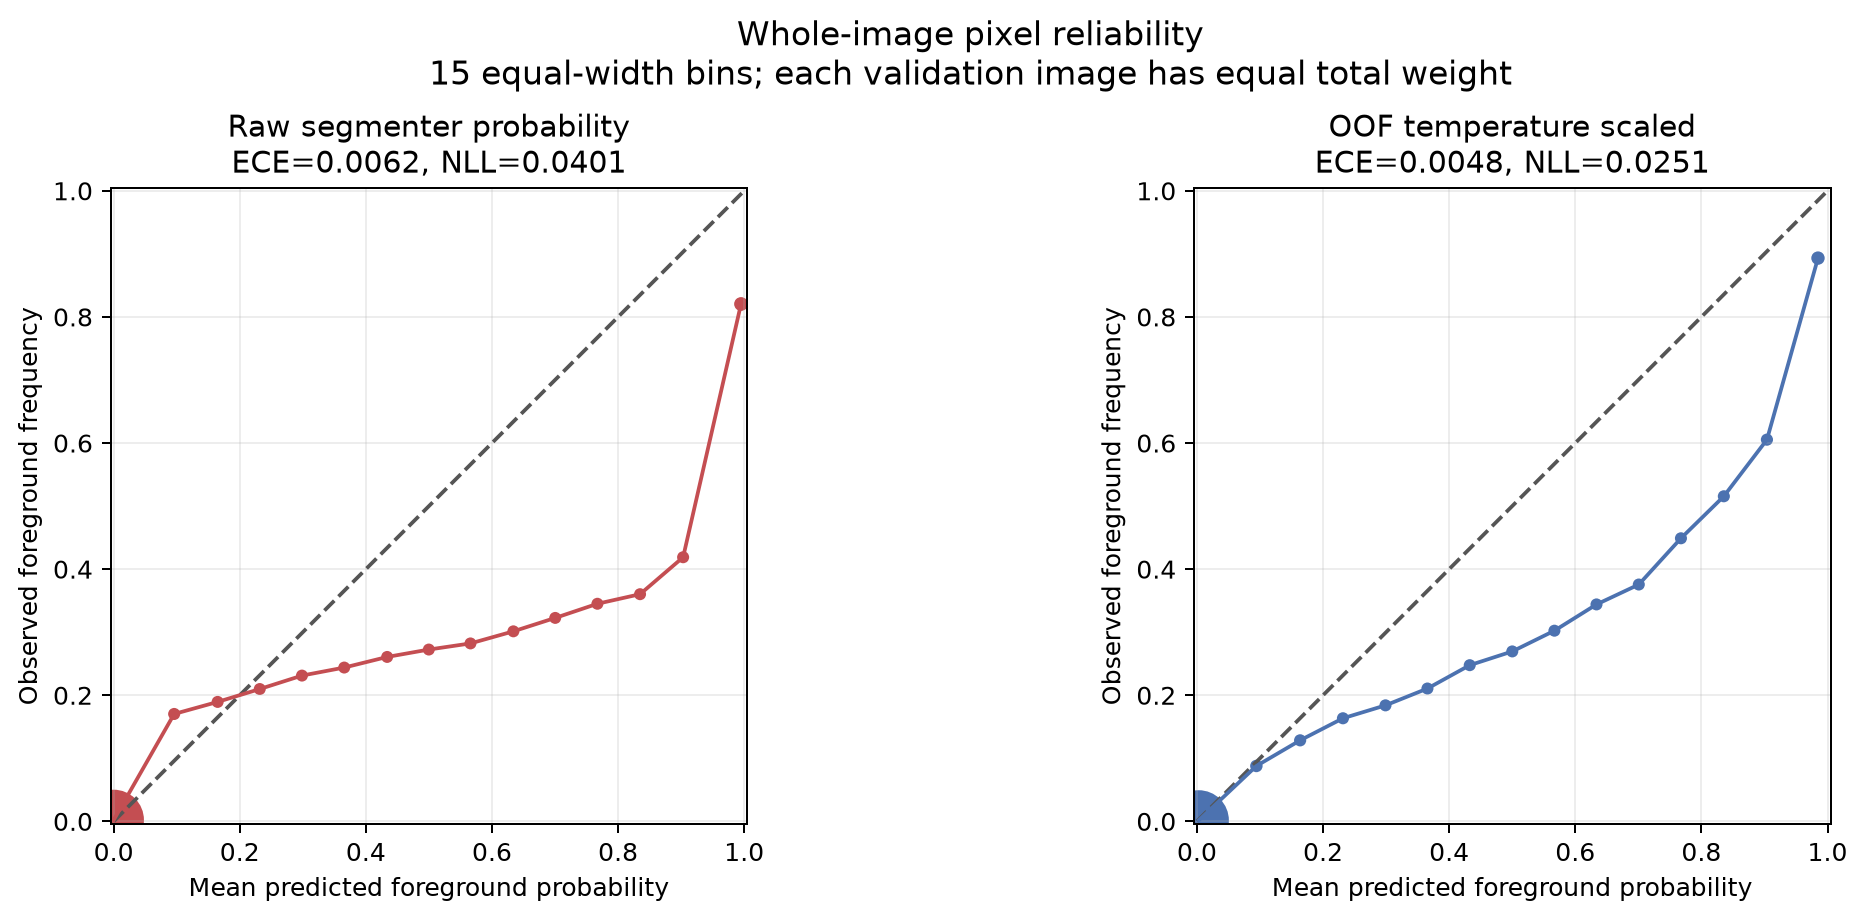 Whole-image pixel reliability
15 equal-width bins; each validation image has equal total weight
Raw segmenter probability
ECE=0.0062, NLL=0.0401
1.0
0.8
0.6
0.4
0.2
0.0
Observed foreground frequency
0.0 0.2 0.4 0.6 0.8 1.0
Mean predicted foreground probability
OOF temperature scaled
ECE=0.0048, NLL=0.0251
1.0
0.8
0.6
0.4
0.2
0.0
Observed foreground frequency
0.0 0.2 0.4 0.6 0.8 1.0
Mean predicted foreground probability